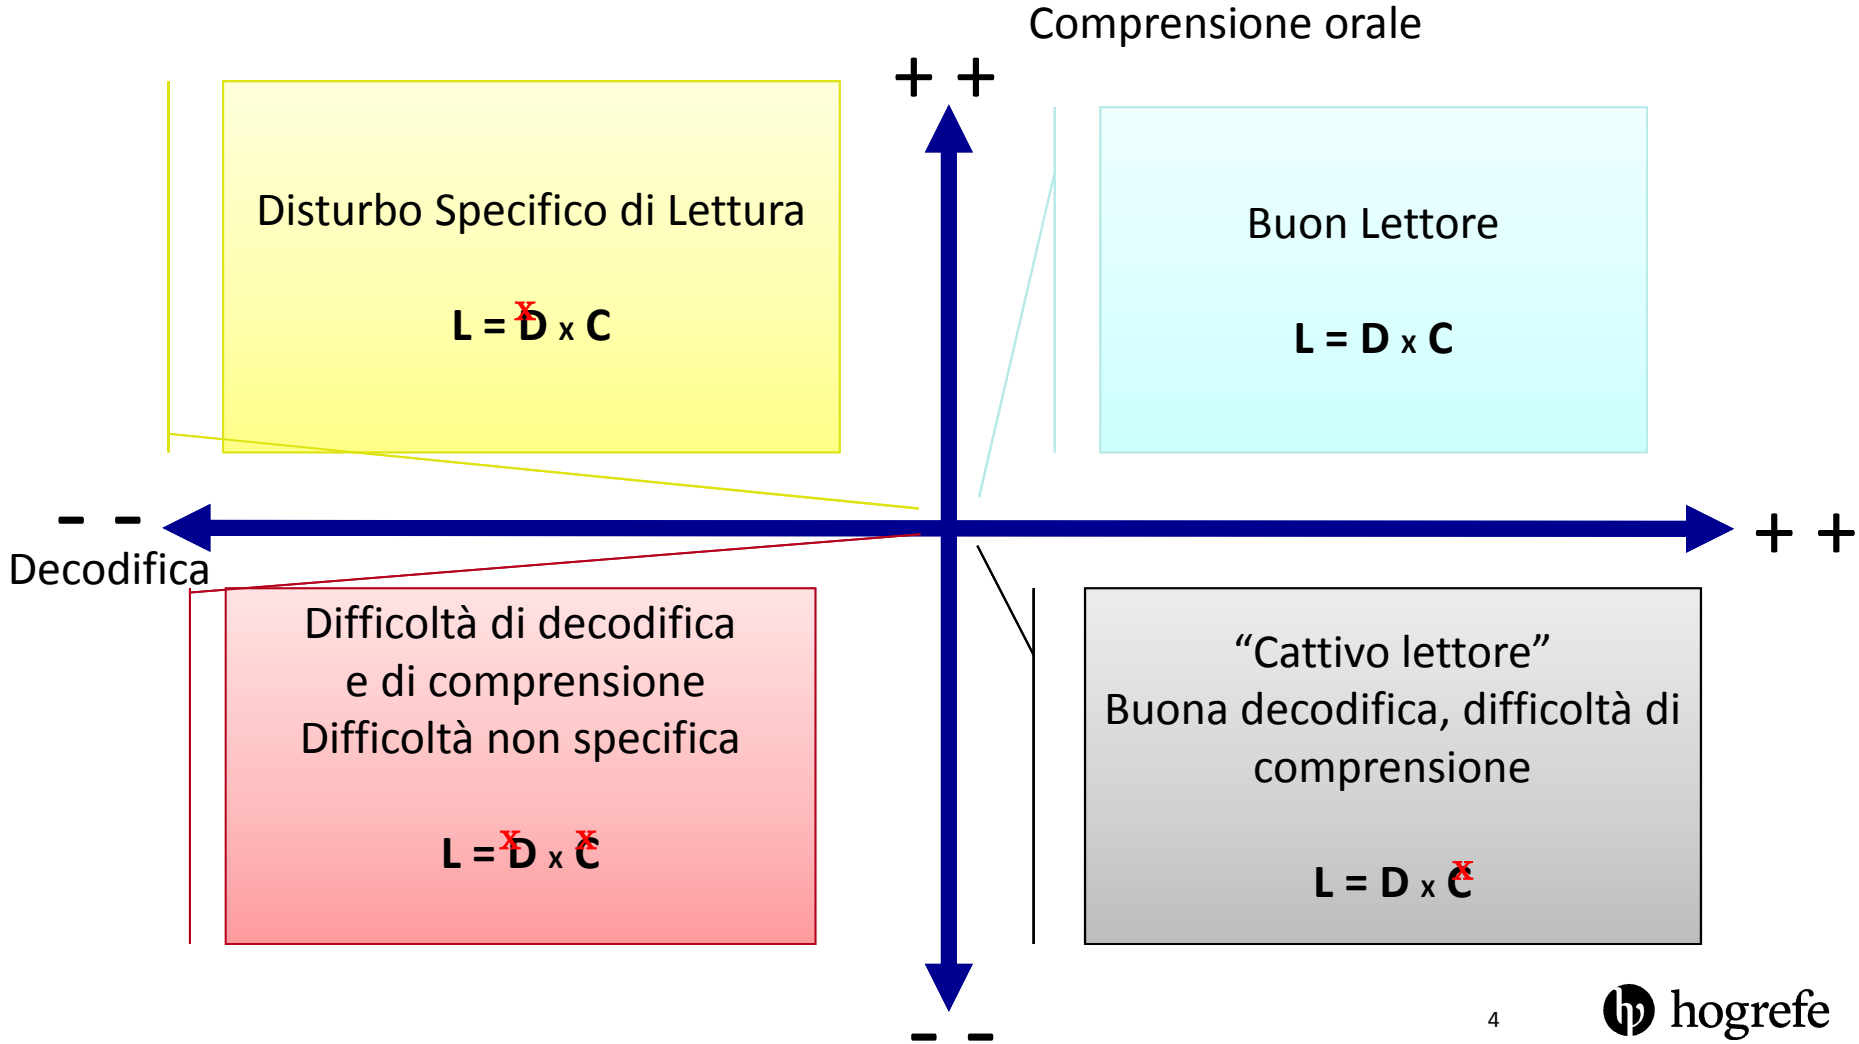 Comprensione orale
+ +
Disturbo Specifico di Lettura
x
L = D x C
Buon Lettore
L = D x C
- -
+ +
Decodifica
Difficoltà di decodifica
e di comprensione
Difficoltà non specifica
x x
L = D x C
“Cattivo lettore”
Buona decodifica, difficoltà di
comprensione
x
L = D x C
- -
4
hogrefe